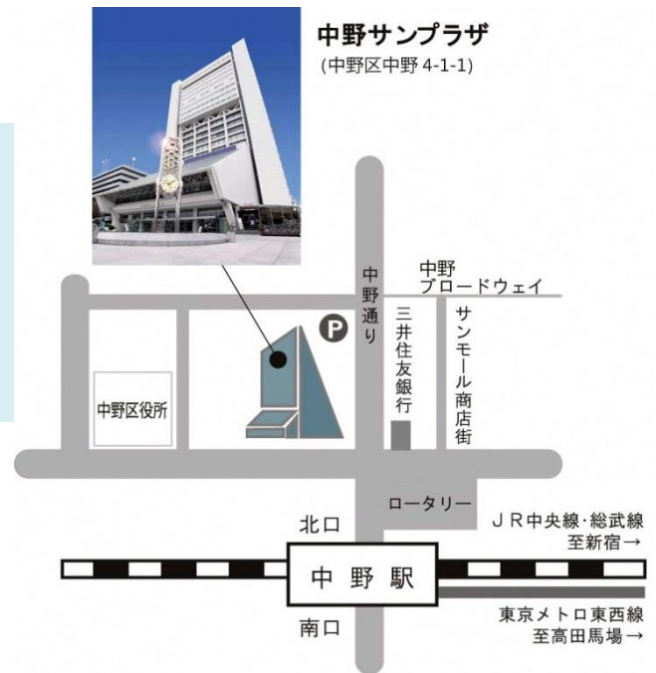 中野サンプラザ
(中野区中野 4-1-1)
中野通り
中野
ブロードウェイ
P
三井住友銀行
サンモール商店街
中野区役所
ロータリー
北口
JR中央線・総武線
至新宿→
中野駅
南口
東京メトロ東西線
至高田馬場→